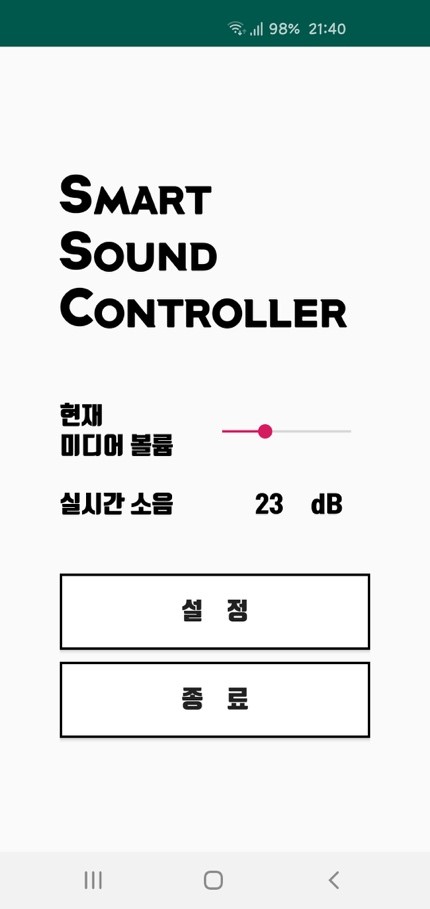 98% 21:40
SMART
SOUND
CONTROLLER
현재
미디어 볼륨
실시간 소음 23 dB
설 정
종 료